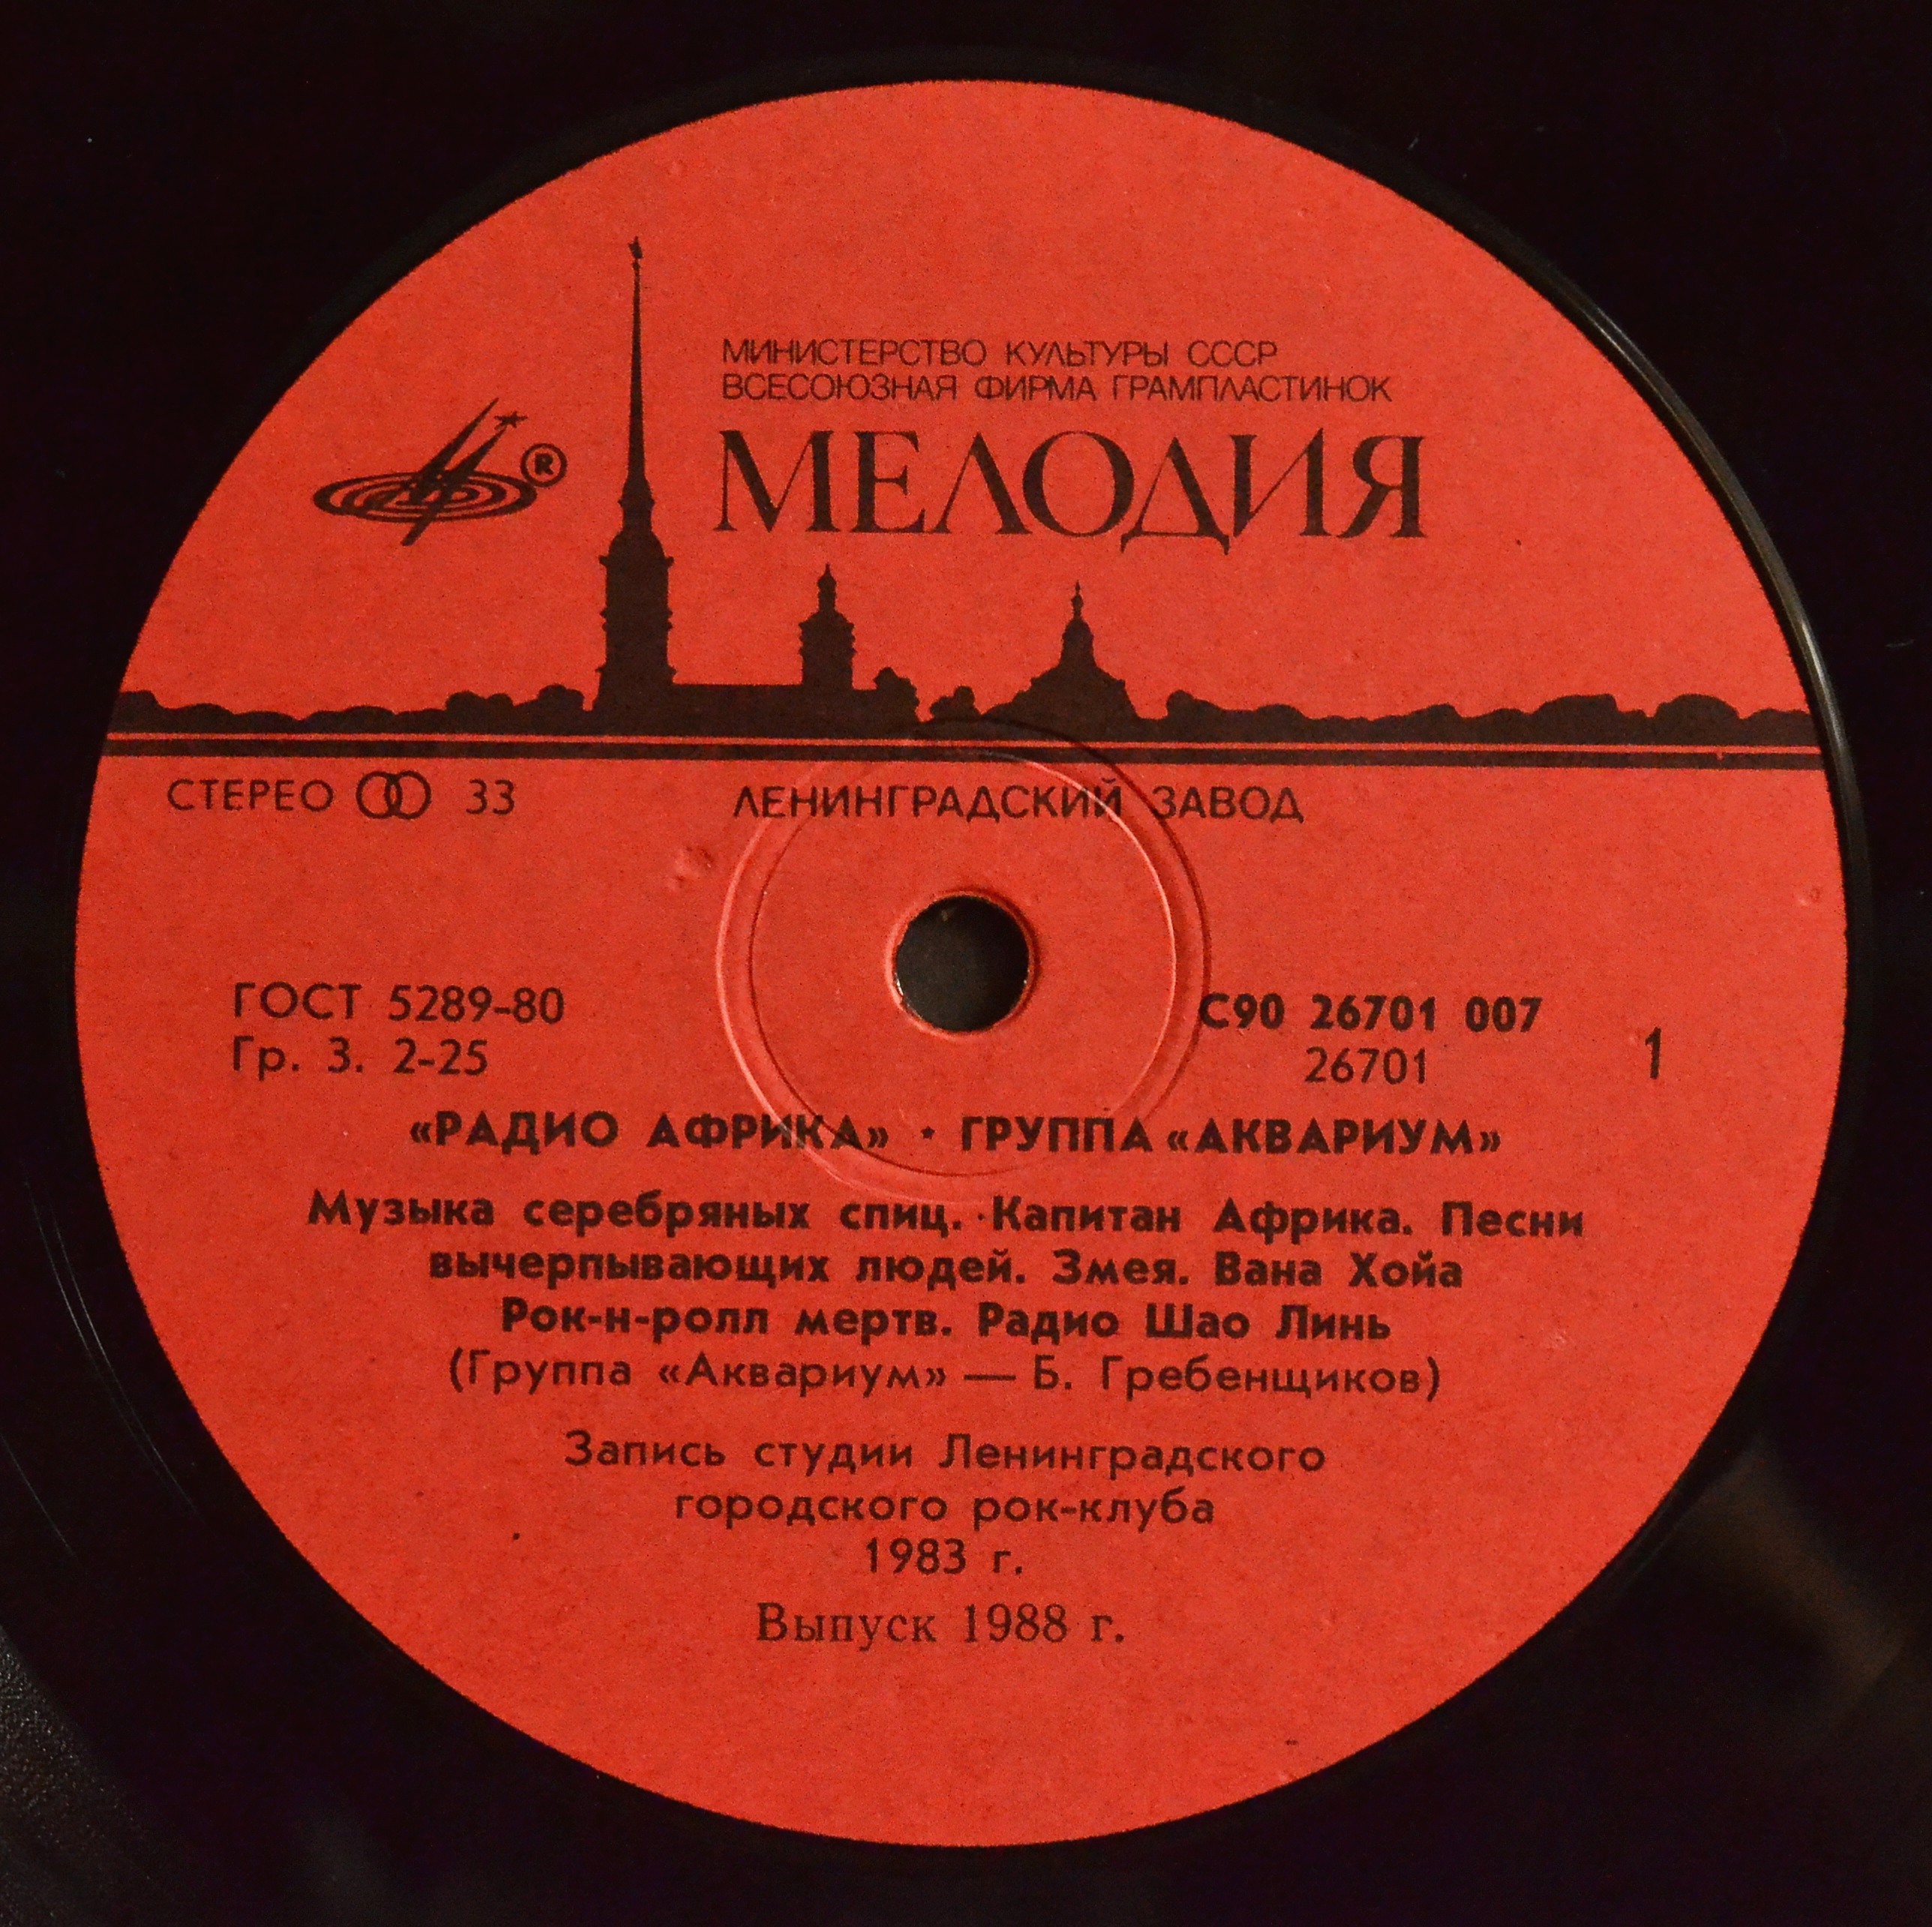 МИНИСТЕРСТВО КУЛЬТУРЫ СССР
ВСЕСОЮЗНАЯ ФИРМА ГРАМПЛАСТИНОК
МЕЛОДИЯ
®
СТЕРЕО 33
ЛЕНИНГРАДСКИЙ ЗАВОД
ГОСТ 5289-80
Гр. 3. 2-25
С90 26701 007
26701
1
«РАДИО АФРИКА» · ГРУППА «АКВАРИУМ»
Музыка серебряных спиц. Капитан Африка. Песни
вычерпывающих людей. Змея. Вана Хойа
Рок-н-ролл мертв. Радио Шао Линь
(Группа «Аквариум» — Б. Гребенщиков)
Запись студии Ленинградского
городского рок-клуба
1983 г.
Выпуск 1988 г.